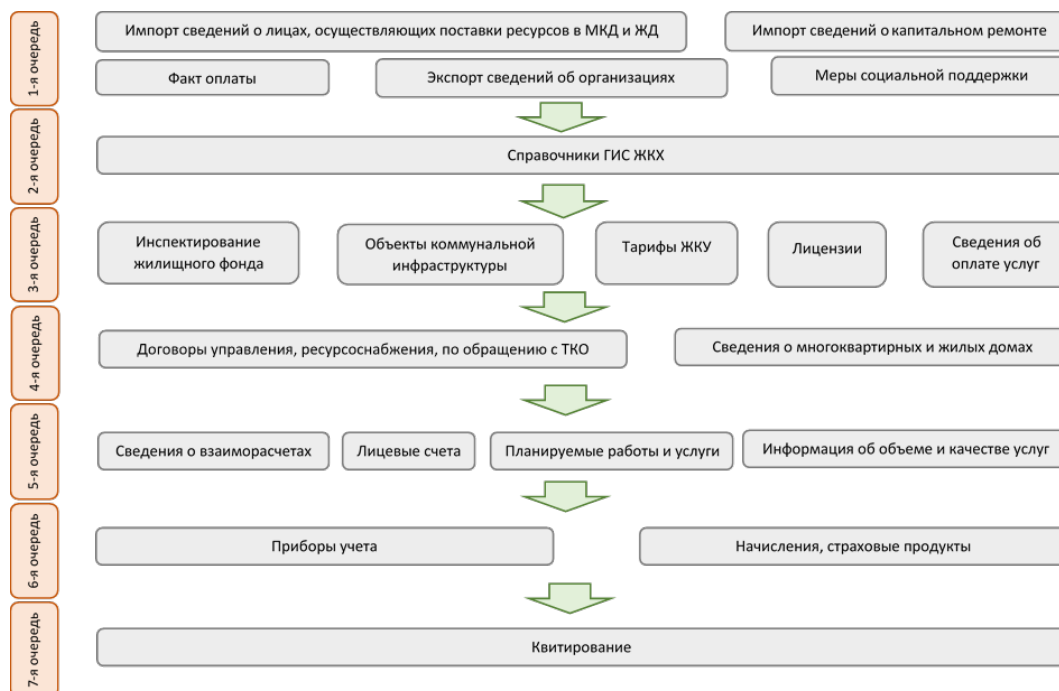 1-я очередь
Импорт сведений о лицах, осуществляющих поставки ресурсов в МКД и ЖД
Импорт сведений о капитальном ремонте
Факт оплаты
Экспорт сведений об организациях
Меры социальной поддержки
2-я очередь
Справочники ГИС ЖКХ
3-я очередь
Инспектирование
жилищного фонда
Объекты коммунальной
инфраструктуры
Тарифы ЖКУ
Лицензии
Сведения об
оплате услуг
4-я очередь
Договоры управления, ресурсоснабжения, по обращению с ТКО
Сведения о многоквартирных и жилых домах
5-я очередь
Сведения о взаиморасчетах
Лицевые счета
Планируемые работы и услуги
Информация об объеме и качестве услуг
6-я очередь
Приборы учета
Начисления, страховые продукты
7-я очередь
Квитирование